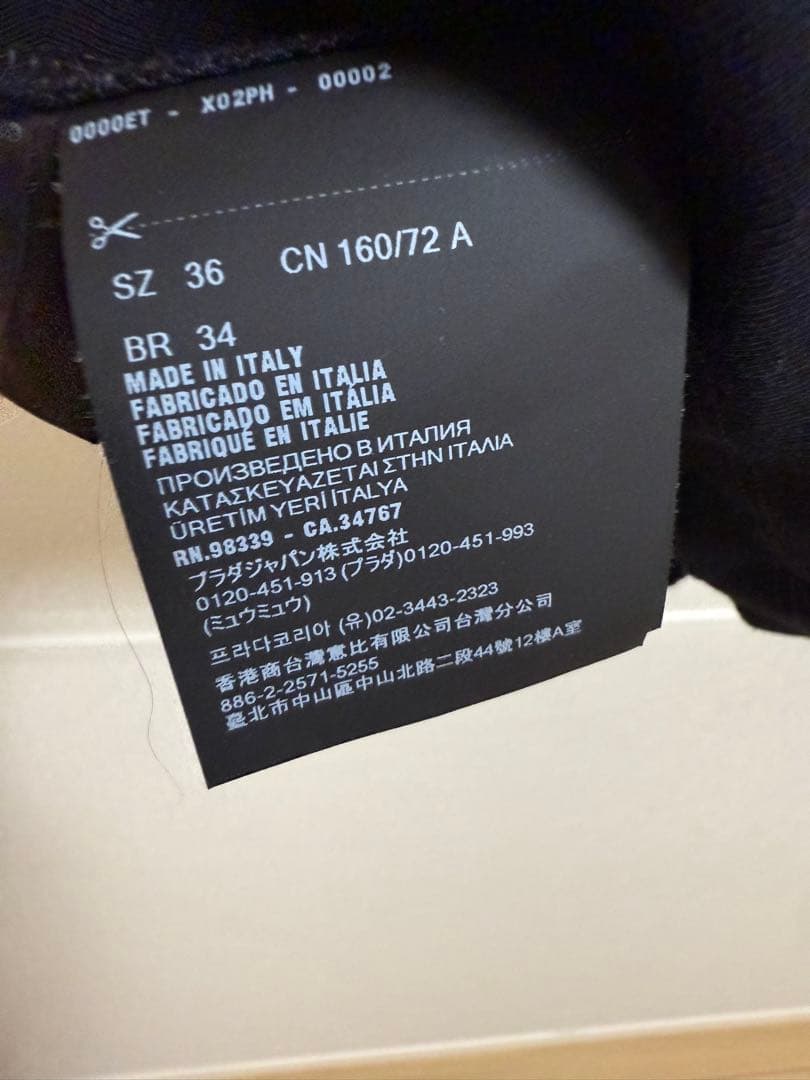 0000ET - X02PH - 00002
SZ 36 CN 160/72 A
BR 34
MADE IN ITALY
FABRICADO EN ITALIA
FABRICADO EM ITÁLIA
FABRIQUÉ EN ITALIE
ПРОИЗВЕДЕНО В ИТАЛИЯ
ΚΑΤΑΣΚΕΥΑΖΕΤΑΙ ΣΤΗΝ ΙΤΑΛΙΑ
ÜRETİM YERİ İTALYA
RN.98339 - CA.34767
プラダジャパン株式会社
0120-451-913 (プラダ)0120-451-993
(ミュウミュウ)
프라다코리아 (유)02-3443-2323
香港商台灣惠比有限公司台灣分公司
886-2-2571-5255
臺北市中山區中山北路二段44號12樓A室